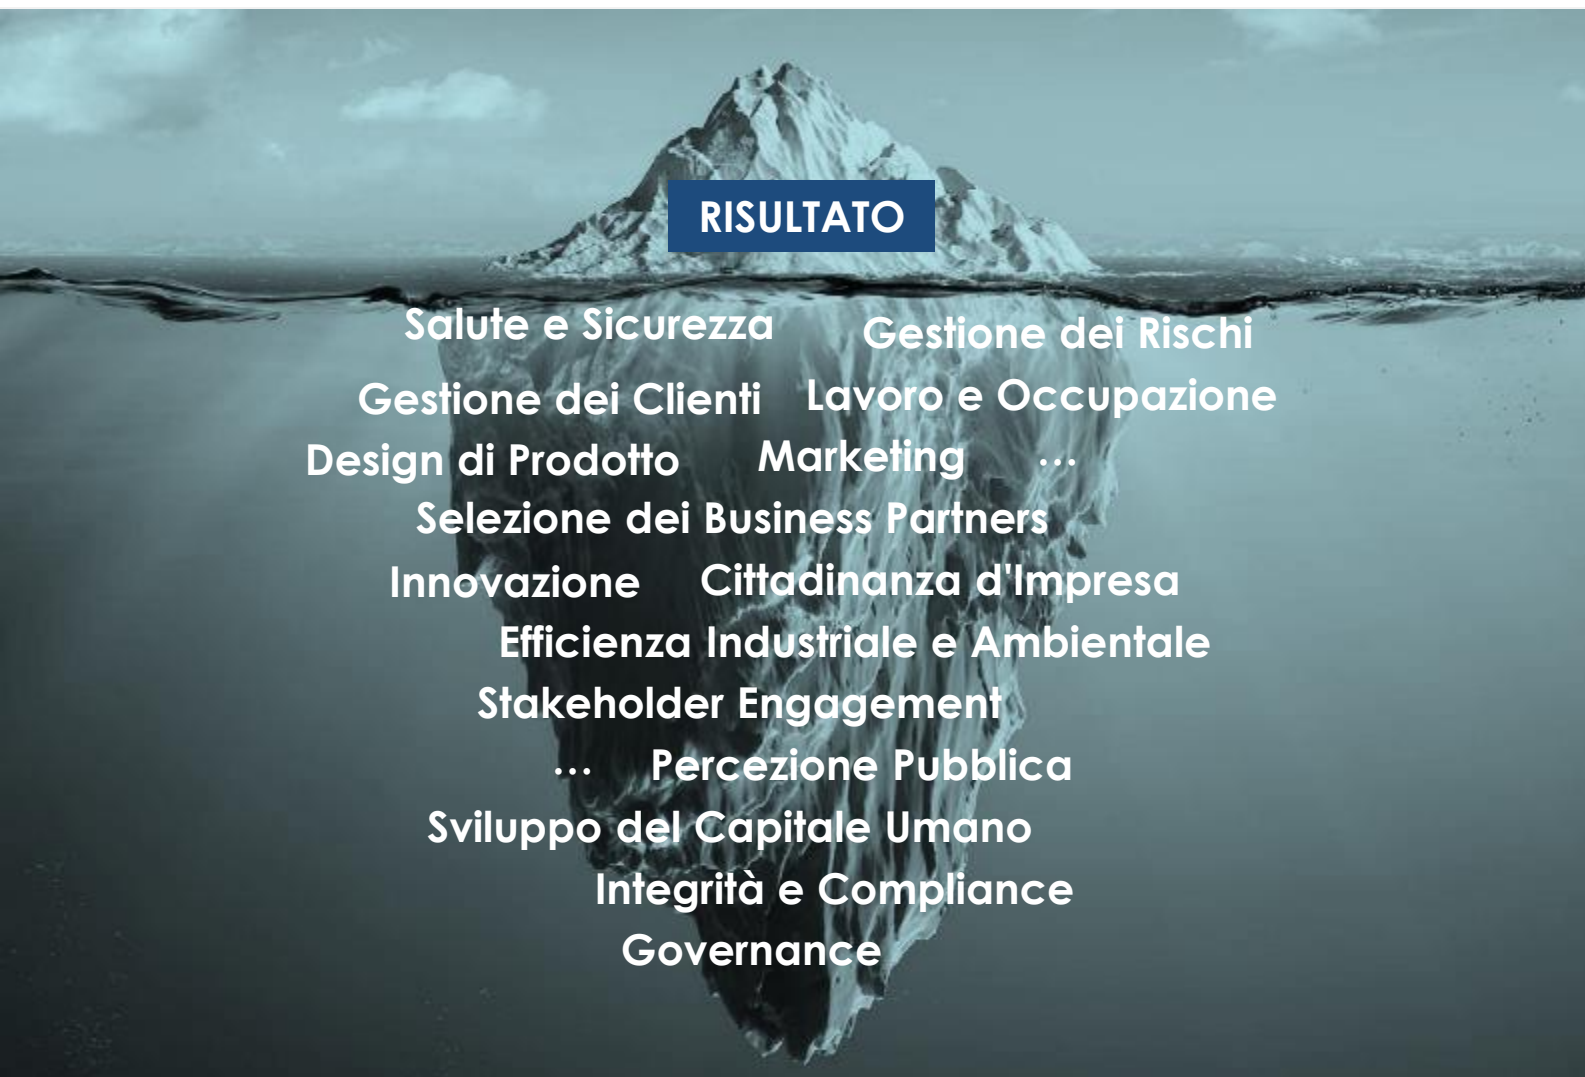 RISULTATO
Salute e Sicurezza
Gestione dei Rischi
Gestione dei Clienti
Lavoro e Occupazione
Design di Prodotto
Marketing
...
Selezione dei Business Partners
Innovazione
Cittadinanza d'Impresa
Efficienza Industriale e Ambientale
Stakeholder Engagement
...
Percezione Pubblica
Sviluppo del Capitale Umano
Integrità e Compliance
Governance